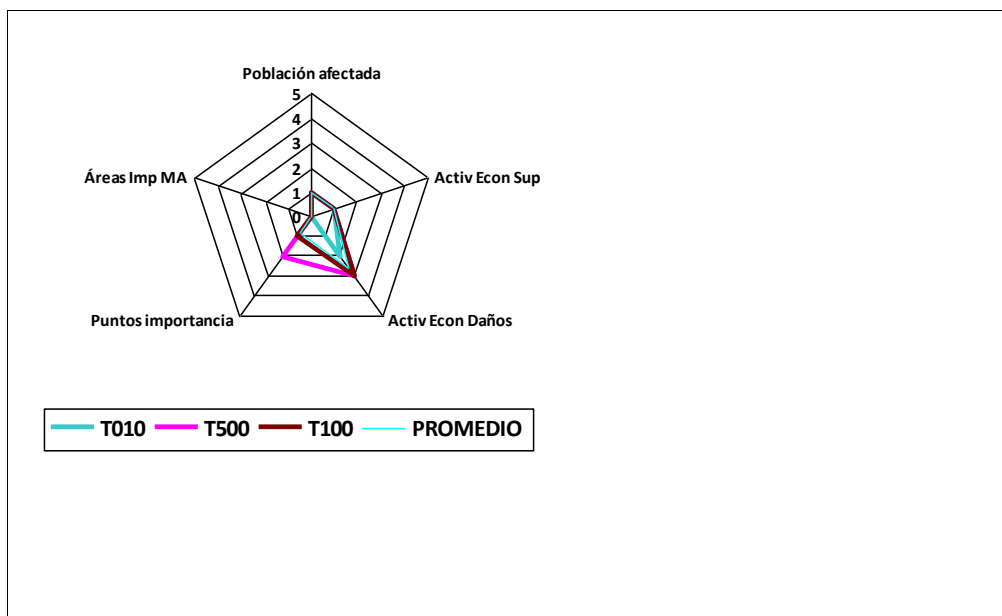 Población afectada
5
4
3
2
1
0
Áreas Imp MA
Activ Econ Sup
Puntos importancia
Activ Econ Daños
T010 T500 T100 PROMEDIO